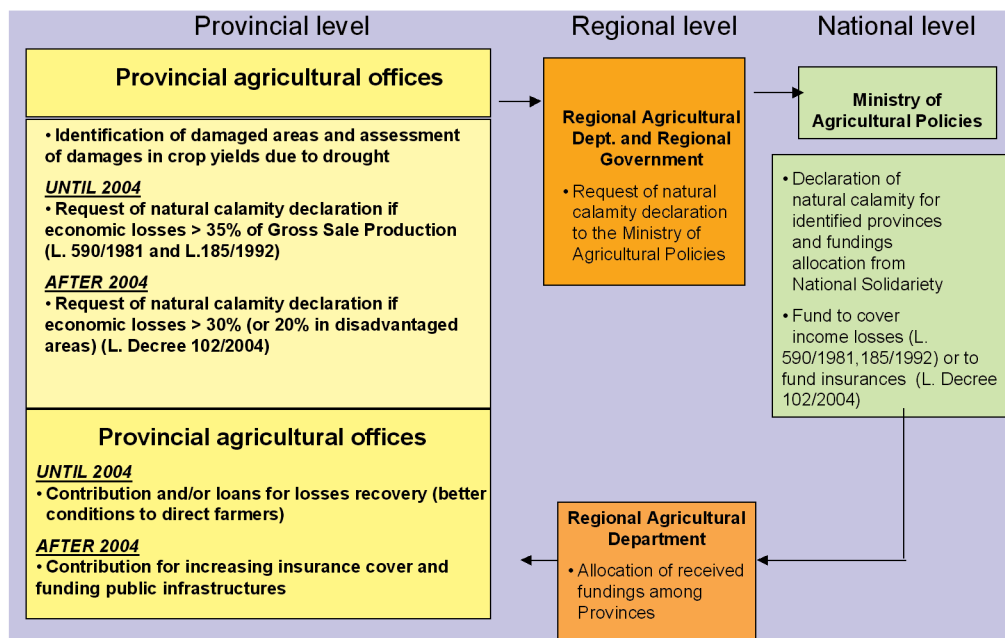 Provincial level
Regional level
National level
Provincial agricultural offices
• Identification of damaged areas and assessment
of damages in crop yields due to drought
UNTIL 2004
• Request of natural calamity declaration if
economic losses > 35% of Gross Sale Production
(L. 590/1981 and L.185/1992)
AFTER 2004
• Request of natural calamity declaration if
economic losses > 30% (or 20% in disadvantaged
areas) (L. Decree 102/2004)
Regional Agricultural
Dept. and Regional
Government
• Request of natural
calamity declaration
to the Ministry of
Agricultural Policies
Ministry of
Agricultural Policies
• Declaration of
natural calamity for
identified provinces
and fundings
allocation from
National Solidariety
• Fund to cover
income losses (L.
590/1981,185/1992) or to
fund insurances (L. Decree
102/2004)
Provincial agricultural offices
UNTIL 2004
• Contribution and/or loans for losses recovery (better
conditions to direct farmers)
AFTER 2004
• Contribution for increasing insurance cover and
funding public infrastructures
Regional Agricultural
Department
• Allocation of received
fundings among
Provinces